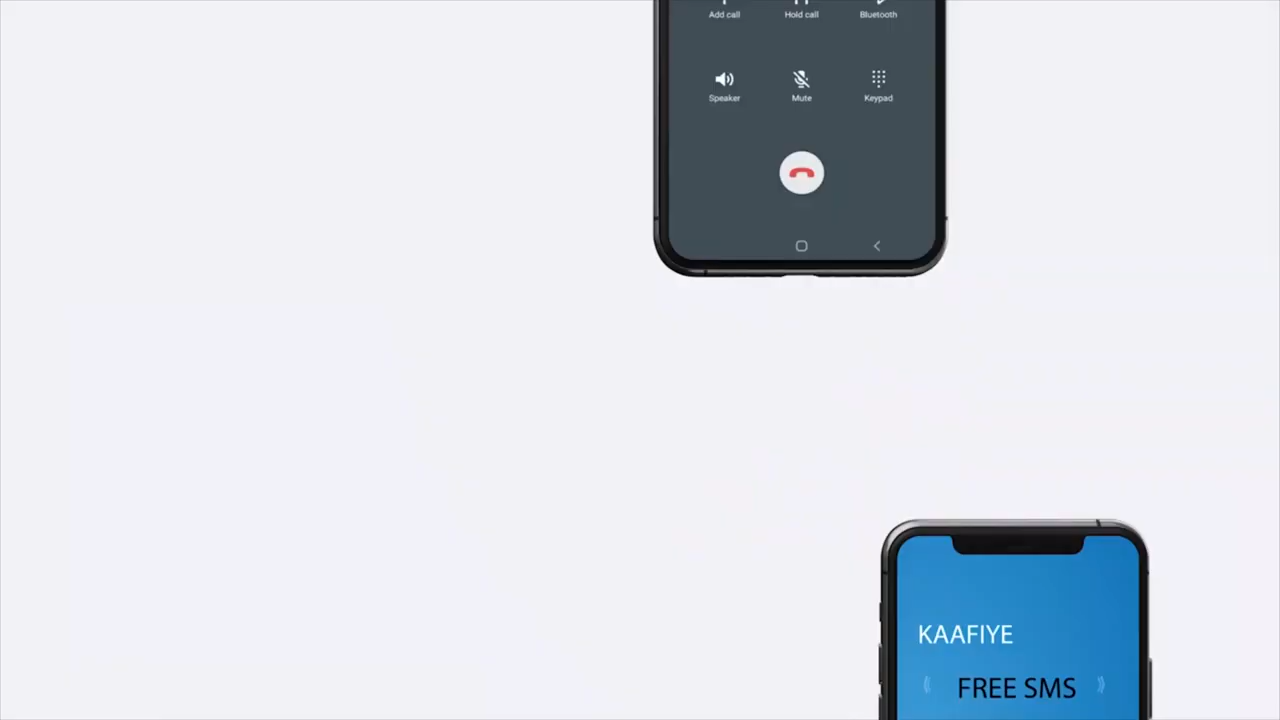 Add call Hold call Bluetooth
Speaker Mute Keypad
KAAFIYE
FREE SMS